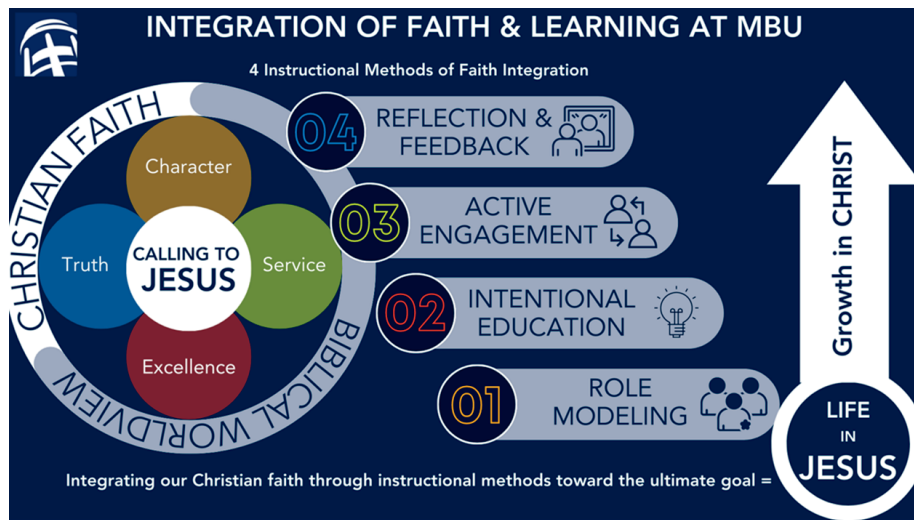 INTEGRATION OF FAITH & LEARNING AT MBU
4 Instructional Methods of Faith Integration
CHRISTIAN FAITH
BIBLICAL WORLDVIEW
Character
Truth
CALLING TO
JESUS
Service
Excellence
04
REFLECTION &
FEEDBACK
03
ACTIVE
ENGAGEMENT
02
INTENTIONAL
EDUCATION
01
ROLE
MODELING
Growth in CHRIST
LIFE
IN
JESUS
Integrating our Christian faith through instructional methods toward the ultimate goal =